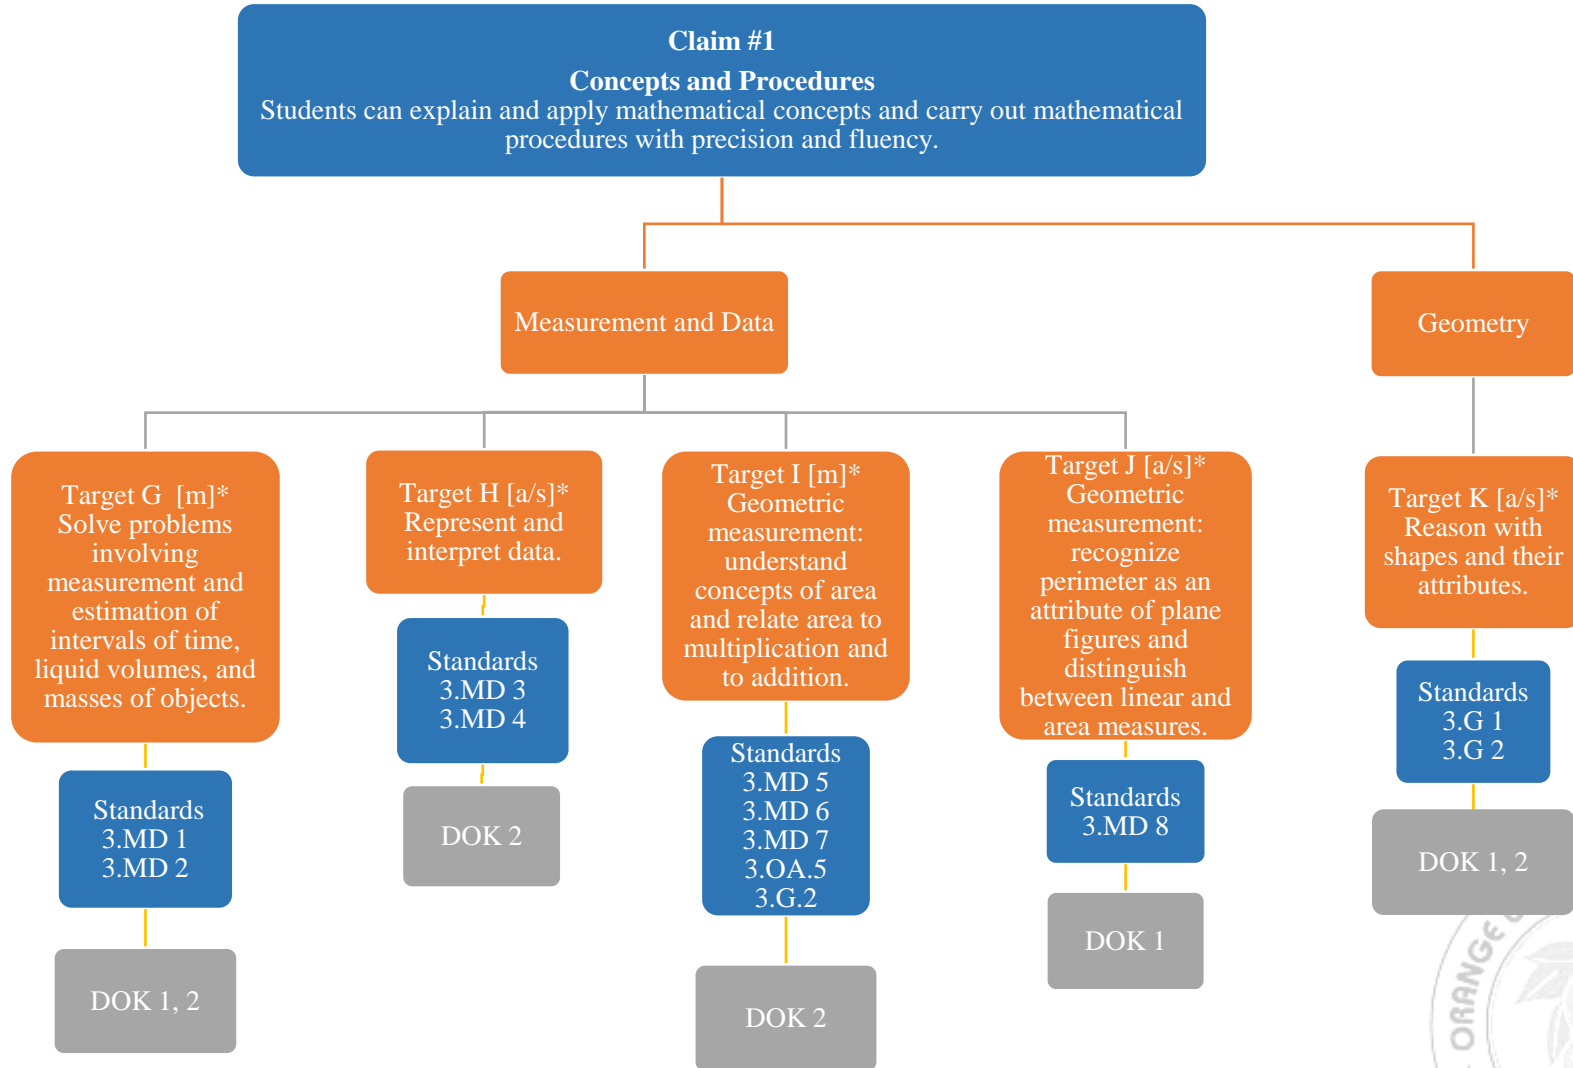 Claim #1
Concepts and Procedures
Students can explain and apply mathematical concepts and carry out mathematical
procedures with precision and fluency.
Measurement and Data
Geometry
Target G [m]*
Solve problems
involving
measurement and
estimation of
intervals of time,
liquid volumes, and
masses of objects.
Standards
3.MD 1
3.MD 2
DOK 1, 2
Target H [a/s]*
Represent and
interpret data.
Standards
3.MD 3
3.MD 4
DOK 2
Target I [m]*
Geometric
measurement:
understand
concepts of area
and relate area to
multiplication and
to addition.
Standards
3.MD 5
3.MD 6
3.MD 7
3.OA.5
3.G.2
DOK 2
Target J [a/s]*
Geometric
measurement:
recognize
perimeter as an
attribute of plane
figures and
distinguish
between linear and
area measures.
Standards
3.MD 8
DOK 1
Target K [a/s]*
Reason with
shapes and their
attributes.
Standards
3.G 1
3.G 2
DOK 1, 2
ORANGE